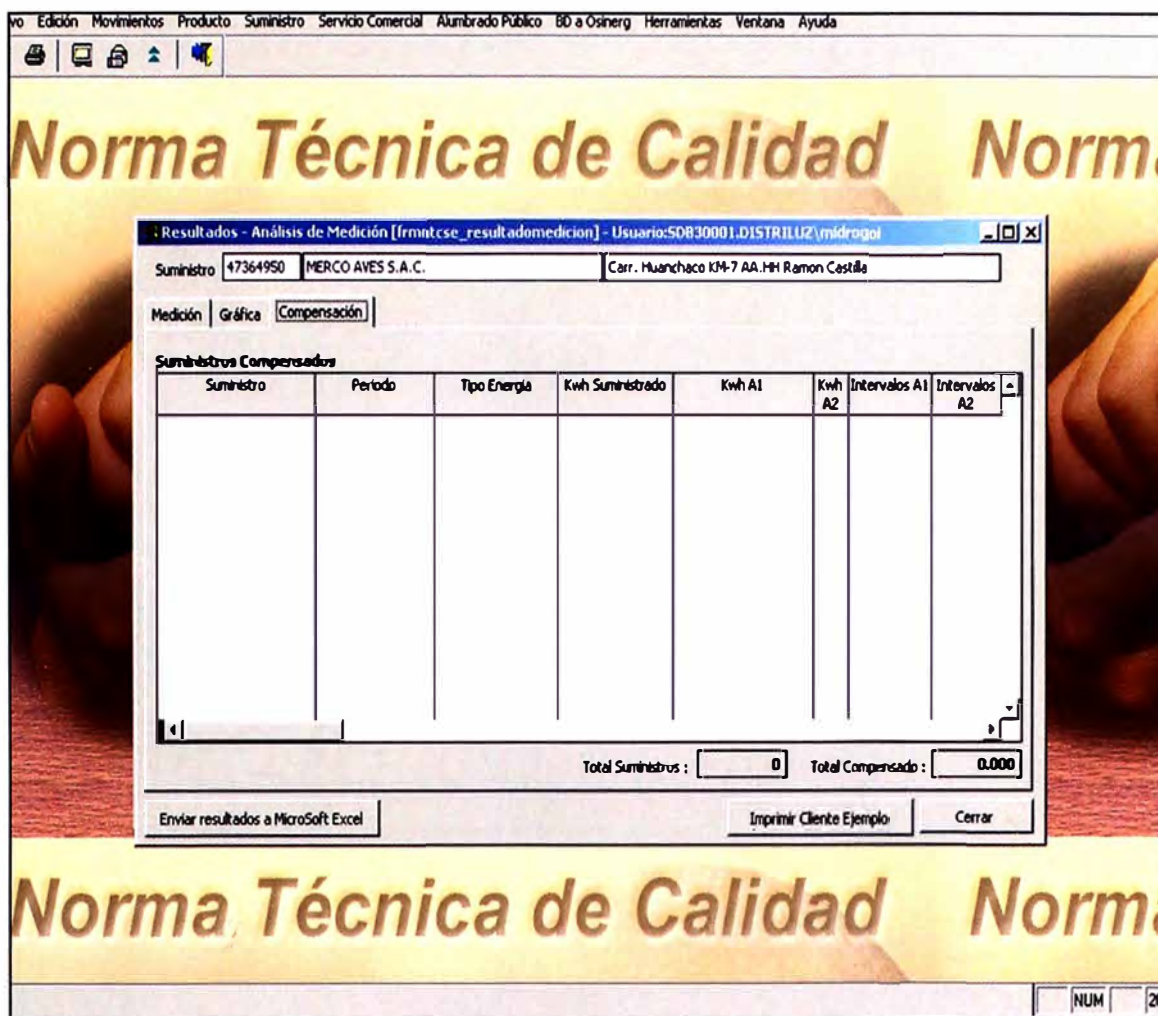 vo Edición Movimientos Producto Suministro Servicio Comercial Alumbrado Público BD a Osinerg Herramientas Ventana Ayuda
Norma Técnica de Calidad Norma
Resultados - Análisis de Medición [frmntcse_resultadomedicion] - Usuario:SDB30001.DISTRILUZ\midrogol
Suministro 47364950 MERCO AVES S.A.C. Carr. Huanchaco KM-7 AA.HH Ramon Castilla
Medición Gráfica Compensación
Suministros Compensados
Suministro Periodo Tipo Energía Kwh Suministrado Kwh A1 Kwh A2 Intervalos A1 Intervalos A2
Total Suministros : 0 Total Compensado : 0.000
Enviar resultados a MicroSoft Excel Imprimir Cliente Ejemplo Cerrar
Norma Técnica de Calidad Norma
NUM 20